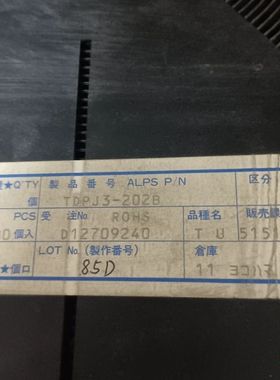 ★Q'TY 製品番号 ALPS P/N 区分
個 TDPJ3-202B
PCS 受注No. ROHS 品種名 販売
個入 D12709240 T U 5151
LOT No. (製作番号) 倉庫
★個口 85D 11 ヨコハマ